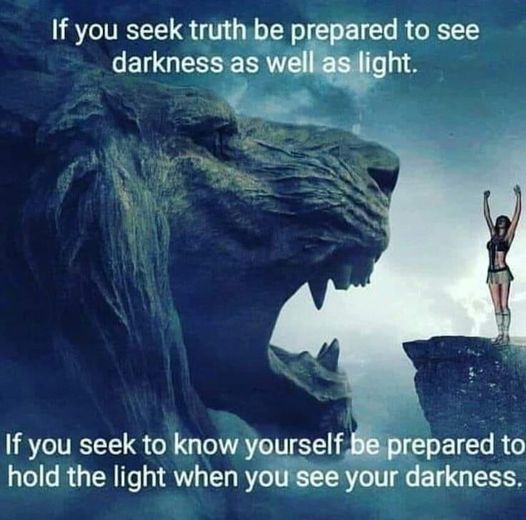 If you seek truth be prepared to see
darkness as well as light.
If you seek to know yourself be prepared to
hold the light when you see your darkness.